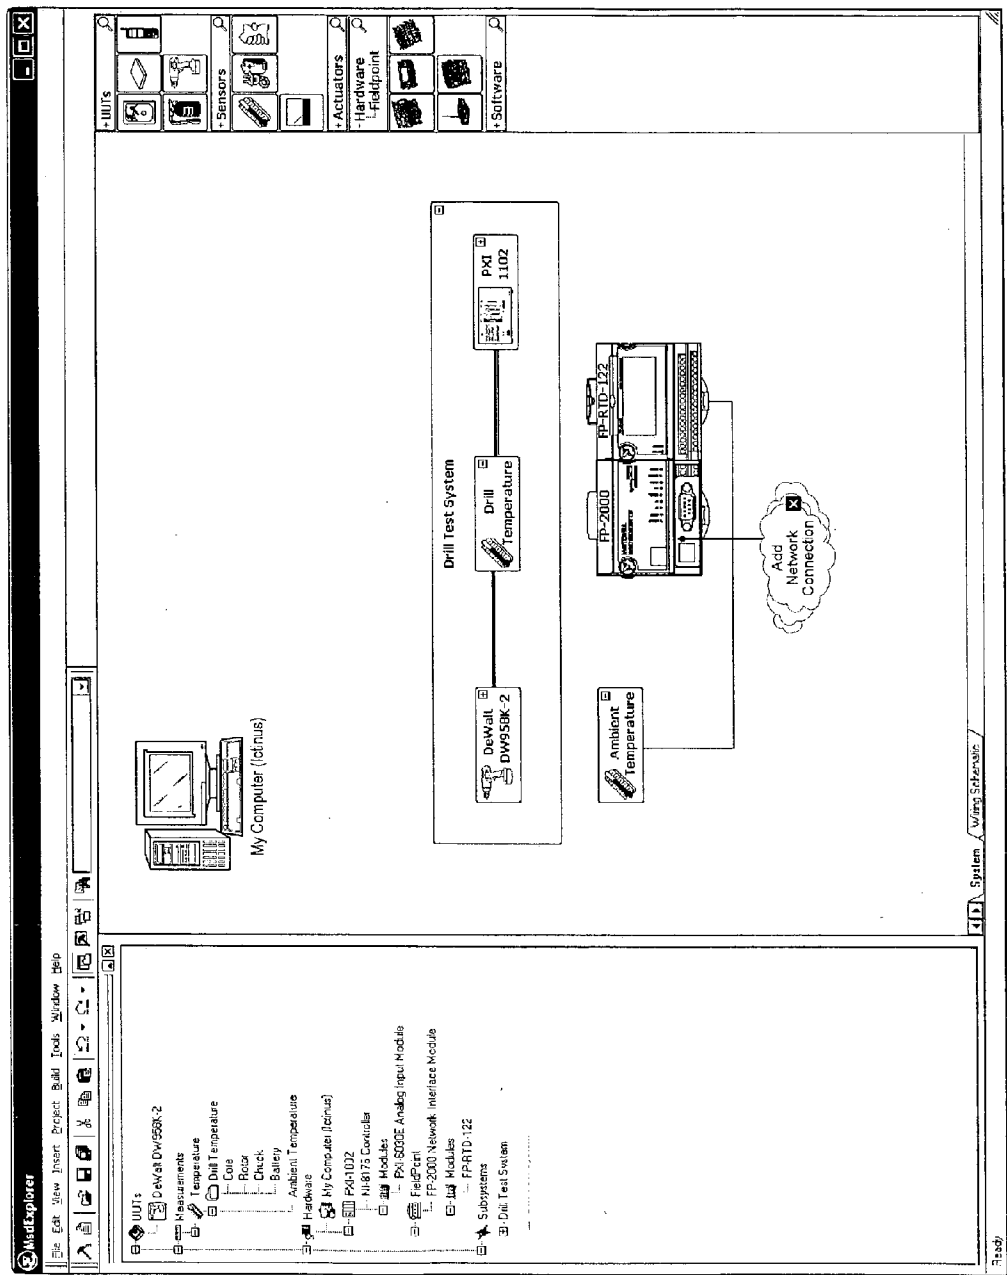 MsdExplorer
File Edit View Insert Project Build Tools Window Help
UUTs
DeWalt DW958K-2
Measurements
Temperature
Drill Temperature
Core
Rotor
Chuck
Battery
Ambient Temperature
Hardware
My Computer (Ictinus)
PXI-1002
NI-8175 Controller
Modules
PXI-6030E Analog Input Module
FieldPoint
FP-2000 Network Interface Module
Modules
FP-RTD-122
Subsystems
Drill Test System
My Computer (Ictinus)
Drill Test System
DeWalt
DW958K-2
Drill
Temperature
PXI
1102
Ambient
Temperature
FP-2000
FP-RTD-122
Add
Network
Connection
System
Wiring Schematic
+ UUTs
+ Sensors
+ Actuators
- Hardware
Fieldpoint
+ Software
Ready